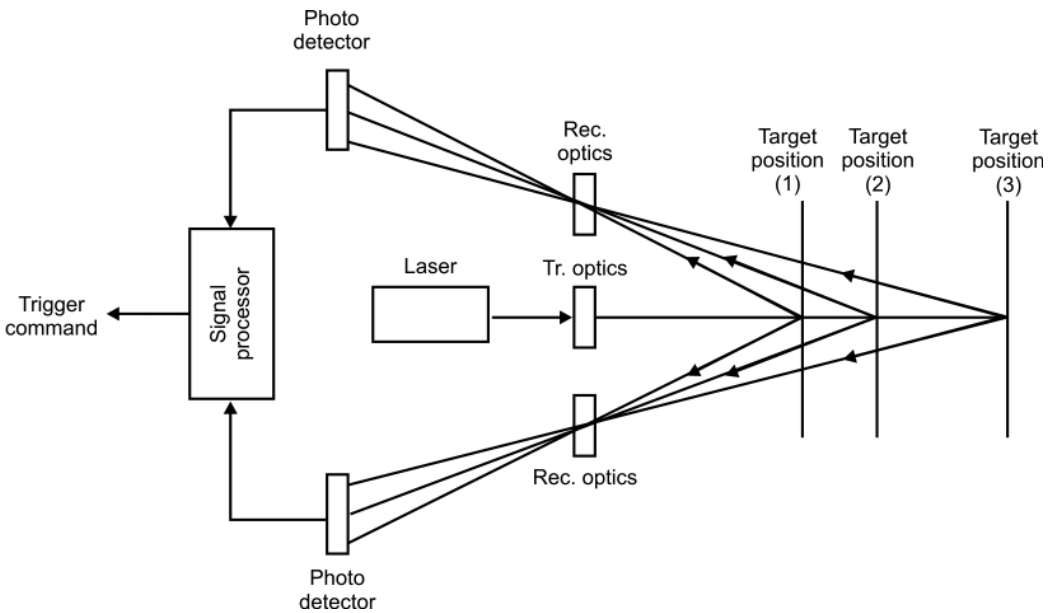 Photo
detector
Rec.
optics
Target
position
(1)
Target
position
(2)
Target
position
(3)
Laser
Tr. optics
Signal
processor
Trigger
command
Rec. optics
Photo
detector